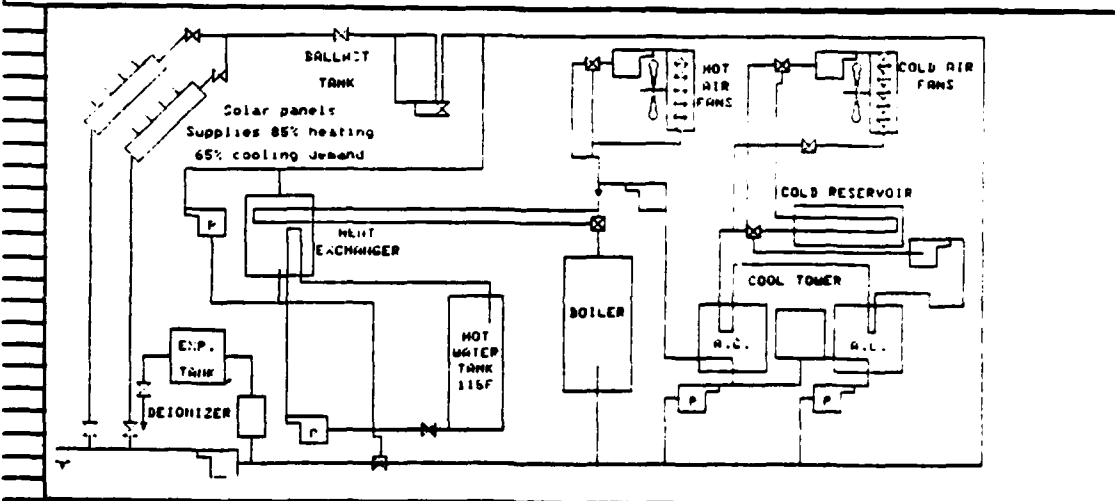 BALLAST
TANK
Solar panels
Supplies 85% heating
65% cooling demand
HOT
AIR
FANS
COLD AIR
FANS
P
HEAT
EXCHANGER
COLD RESERVOIR
COOL TOWER
BOILER
A.C.
A.C.
EXP.
TANK
HOT
WATER
TANK
115F
DEIONIZER
P
P
P